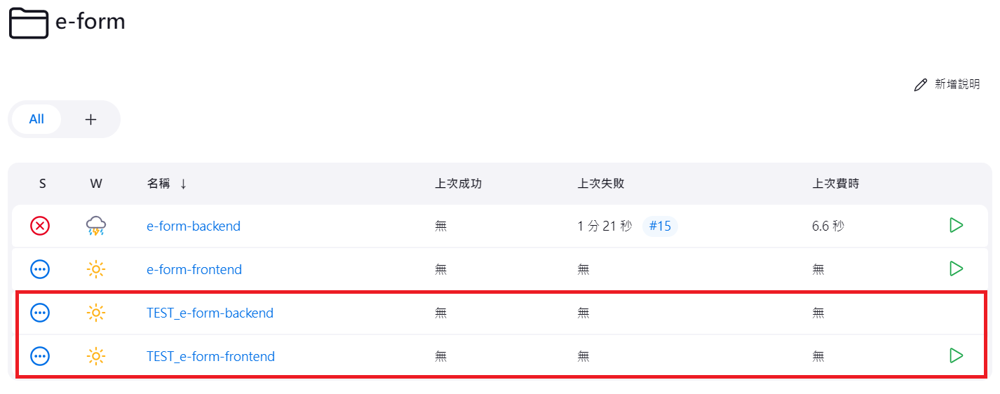 e-form
新增說明
All +
S W 名稱 ↓ 上次成功 上次失敗 上次費時
e-form-backend 無 1 分 21 秒 #15 6.6 秒
e-form-frontend 無 無 無
TEST_e-form-backend 無 無 無
TEST_e-form-frontend 無 無 無